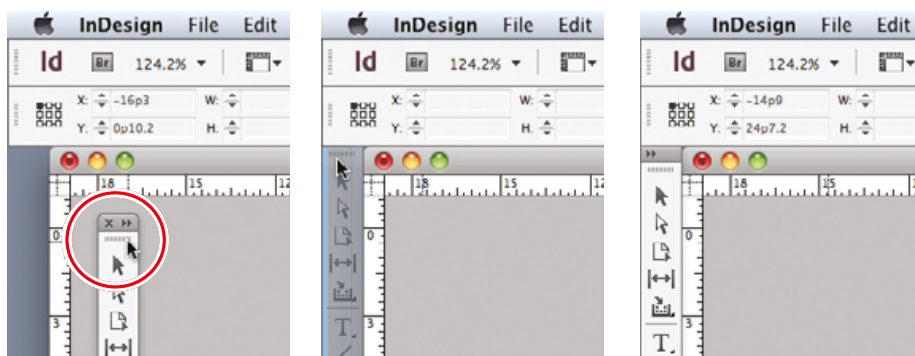 InDesign File Edit
Id Br 124.2%
X: -16p3 W:
Y: 0p10.2 H:
18 15 12
0
3
InDesign File Edit
Id Br 124.2%
X: W:
Y: H:
18 15 12
0
T
3
InDesign File Edit
Id Br 124.2%
X: -14p9 W:
Y: 24p7.2 H:
18 15 12
0
T
3